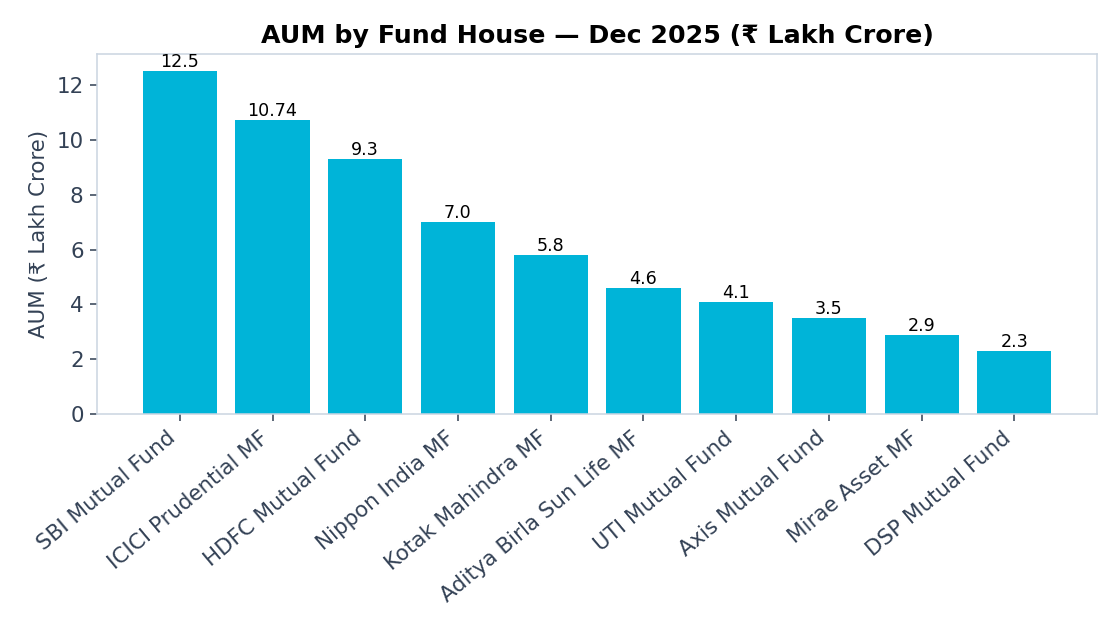 AUM by Fund House — Dec 2025 (₹ Lakh Crore)
AUM (₹ Lakh Crore)
12
10
8
6
4
2
0
12.5
10.74
9.3
7.0
5.8
4.6
4.1
3.5
2.9
2.3
SBI Mutual Fund
ICICI Prudential MF
HDFC Mutual Fund
Nippon India MF
Kotak Mahindra MF
Aditya Birla Sun Life MF
UTI Mutual Fund
Axis Mutual Fund
Mirae Asset MF
DSP Mutual Fund